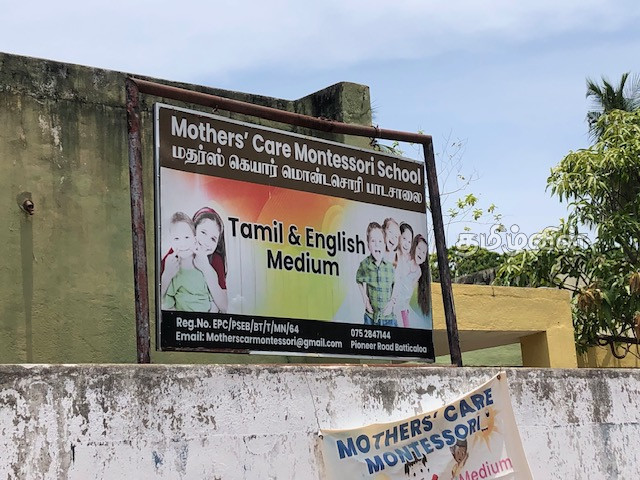 Mothers' Care Montessori School
மதர்ஸ் கெயார் மொன்டசொரி பாடசாலை
Tamil & English
Medium
Reg.No. EPC/PSEB/BT/T/MN/64
Email: Motherscarmontessori@gmail.com
075 2847144
Pioneer Road Batticaloa
தமிழ்வின்
MOTHERS' CARE
MONTESSORI
Medium